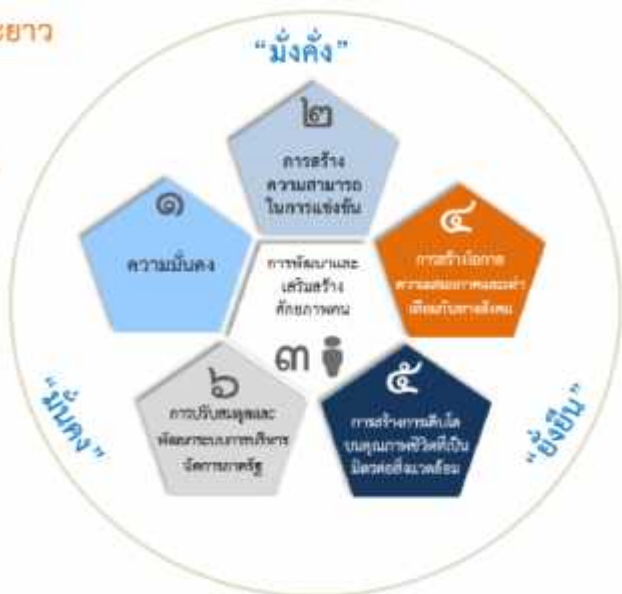 ะยาว
“มั่งคั่ง”
๒
การสร้าง
ความสามารถ
ในการแข่งขัน
๑
ความมั่นคง
๔
การสร้างโอกาส
ความเสมอภาคและเท่า
เทียมกันทางสังคม
การพัฒนาและ
เสริมสร้าง
ศักยภาพคน
๓
๖
การปรับสมดุลและ
พัฒนาระบบการบริหาร
จัดการภาครัฐ
๕
การสร้างการเติบโต
บนคุณภาพชีวิตที่เป็น
มิตรต่อสิ่งแวดล้อม
“มั่นคง”
“ยั่งยืน”